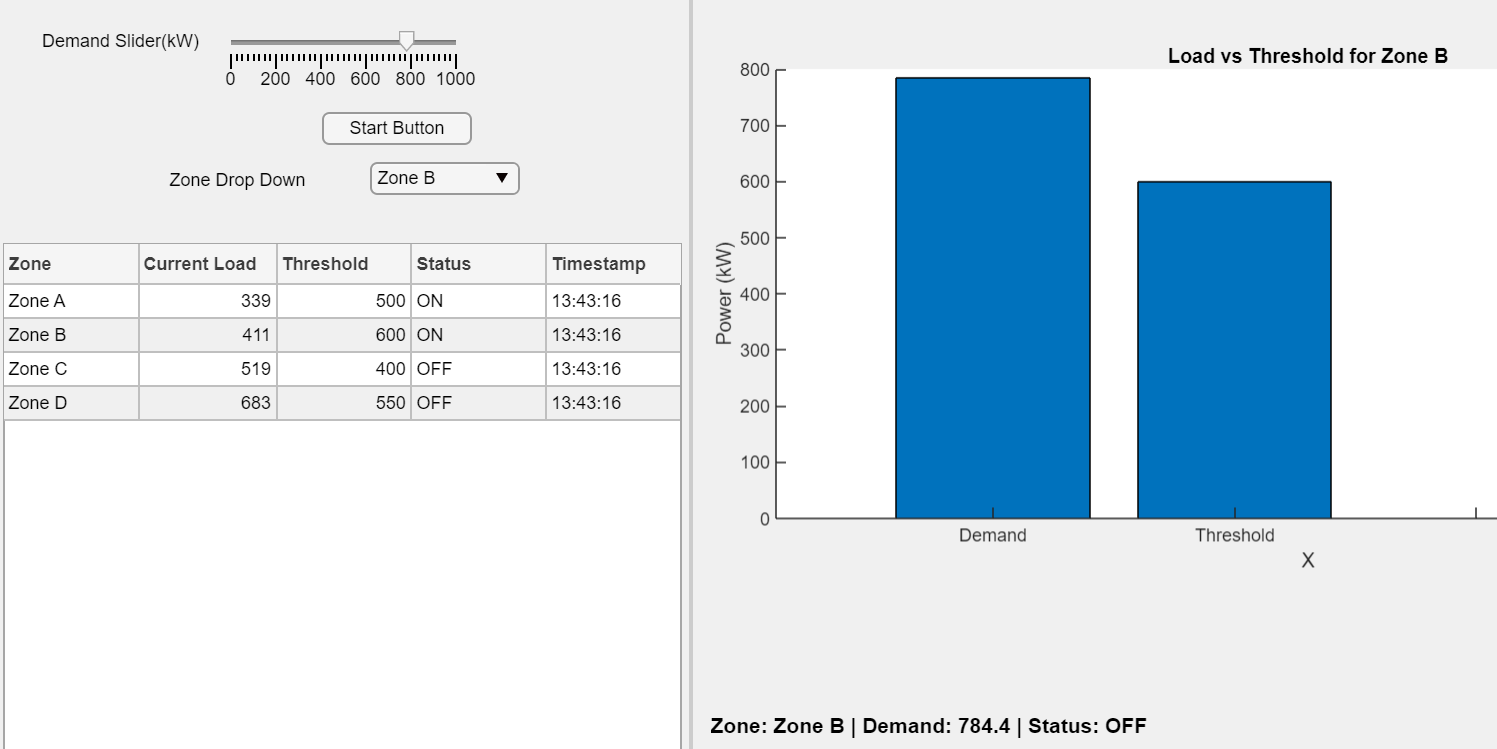 Demand Slider(kW)
0 200 400 600 800 1000
Start Button
Zone Drop Down Zone B
Zone Current Load Threshold Status Timestamp
Zone A 339 500 ON 13:43:16
Zone B 411 600 ON 13:43:16
Zone C 519 400 OFF 13:43:16
Zone D 683 550 OFF 13:43:16
Load vs Threshold for Zone B
800
700
600
500
400
300
200
100
0
Power (kW)
Demand Threshold
X
Zone: Zone B | Demand: 784.4 | Status: OFF